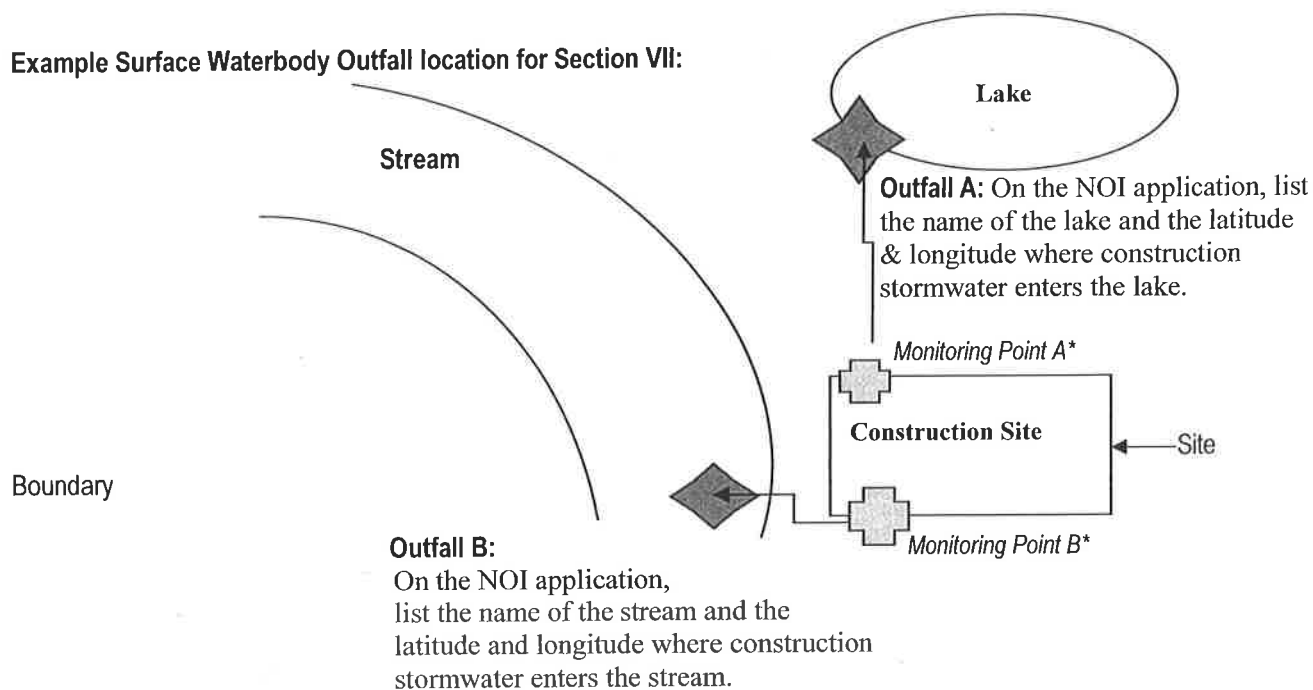 Example Surface Waterbody Outfall location for Section VII:
Lake
Stream
Outfall A: On the NOI application, list
the name of the lake and the latitude
& longitude where construction
stormwater enters the lake.
Monitoring Point A*
Construction Site
Site
Boundary
Monitoring Point B*
Outfall B:
On the NOI application,
list the name of the stream and the
latitude and longitude where construction
stormwater enters the stream.